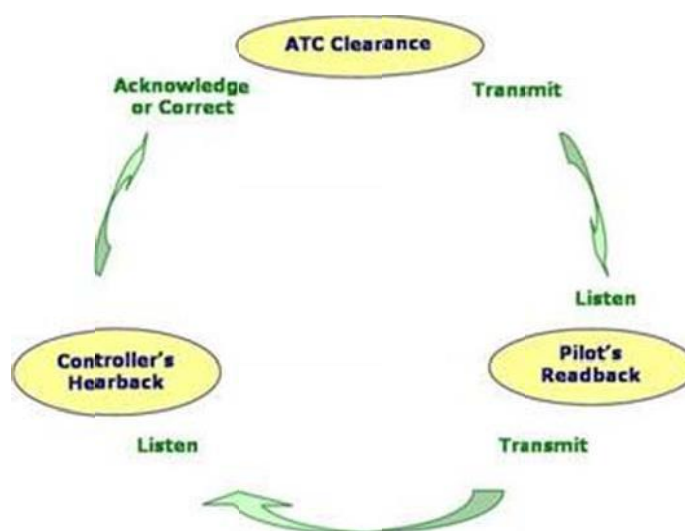 ATC Clearance
Acknowledge
or Correct
Transmit
Listen
Controller's
Hearback
Pilot's
Readback
Listen
Transmit